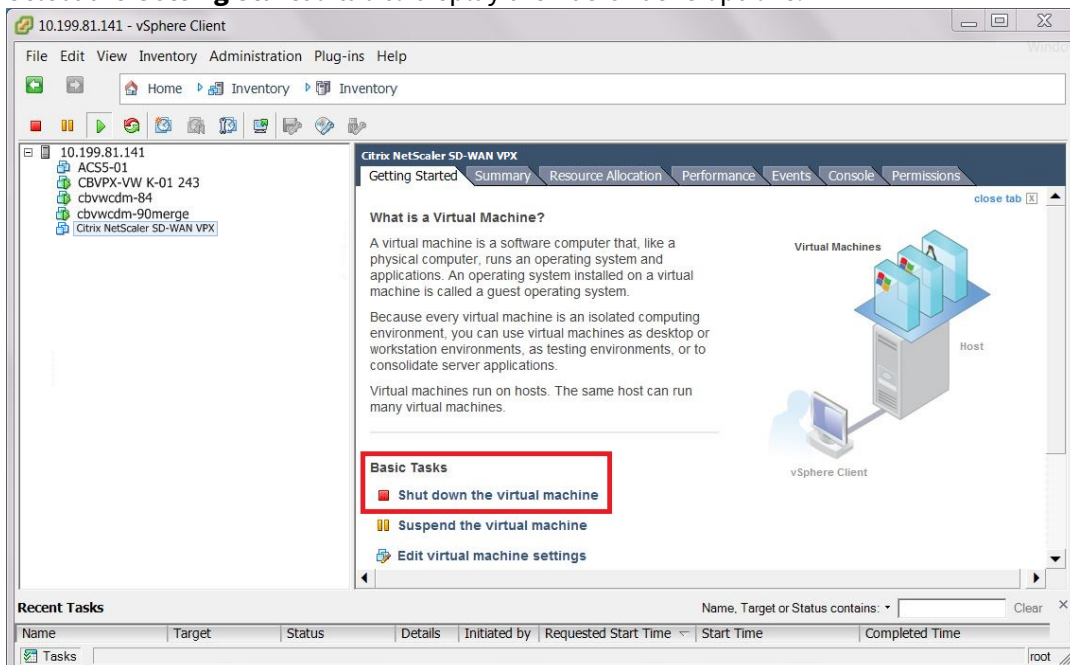 10.199.81.141 - vSphere Client
File Edit View Inventory Administration Plug-ins Help
Home Inventory Inventory
10.199.81.141
ACS5-01
CBVPX-VW K-01 243
cbvwcdm-84
cbvwcdm-90merge
Citrix NetScaler SD-WAN VPX
Citrix NetScaler SD-WAN VPX
Getting Started Summary Resource Allocation Performance Events Console Permissions
close tab X
What is a Virtual Machine?
A virtual machine is a software computer that, like a
physical computer, runs an operating system and
applications. An operating system installed on a virtual
machine is called a guest operating system.
Because every virtual machine is an isolated computing
environment, you can use virtual machines as desktop or
workstation environments, as testing environments, or to
consolidate server applications.
Virtual machines run on hosts. The same host can run
many virtual machines.
Virtual Machines
Host
vSphere Client
Basic Tasks
Shut down the virtual machine
Suspend the virtual machine
Edit virtual machine settings
Recent Tasks
Name, Target or Status contains:
Clear
Name Target Status Details Initiated by Requested Start Time Start Time Completed Time
Tasks
root